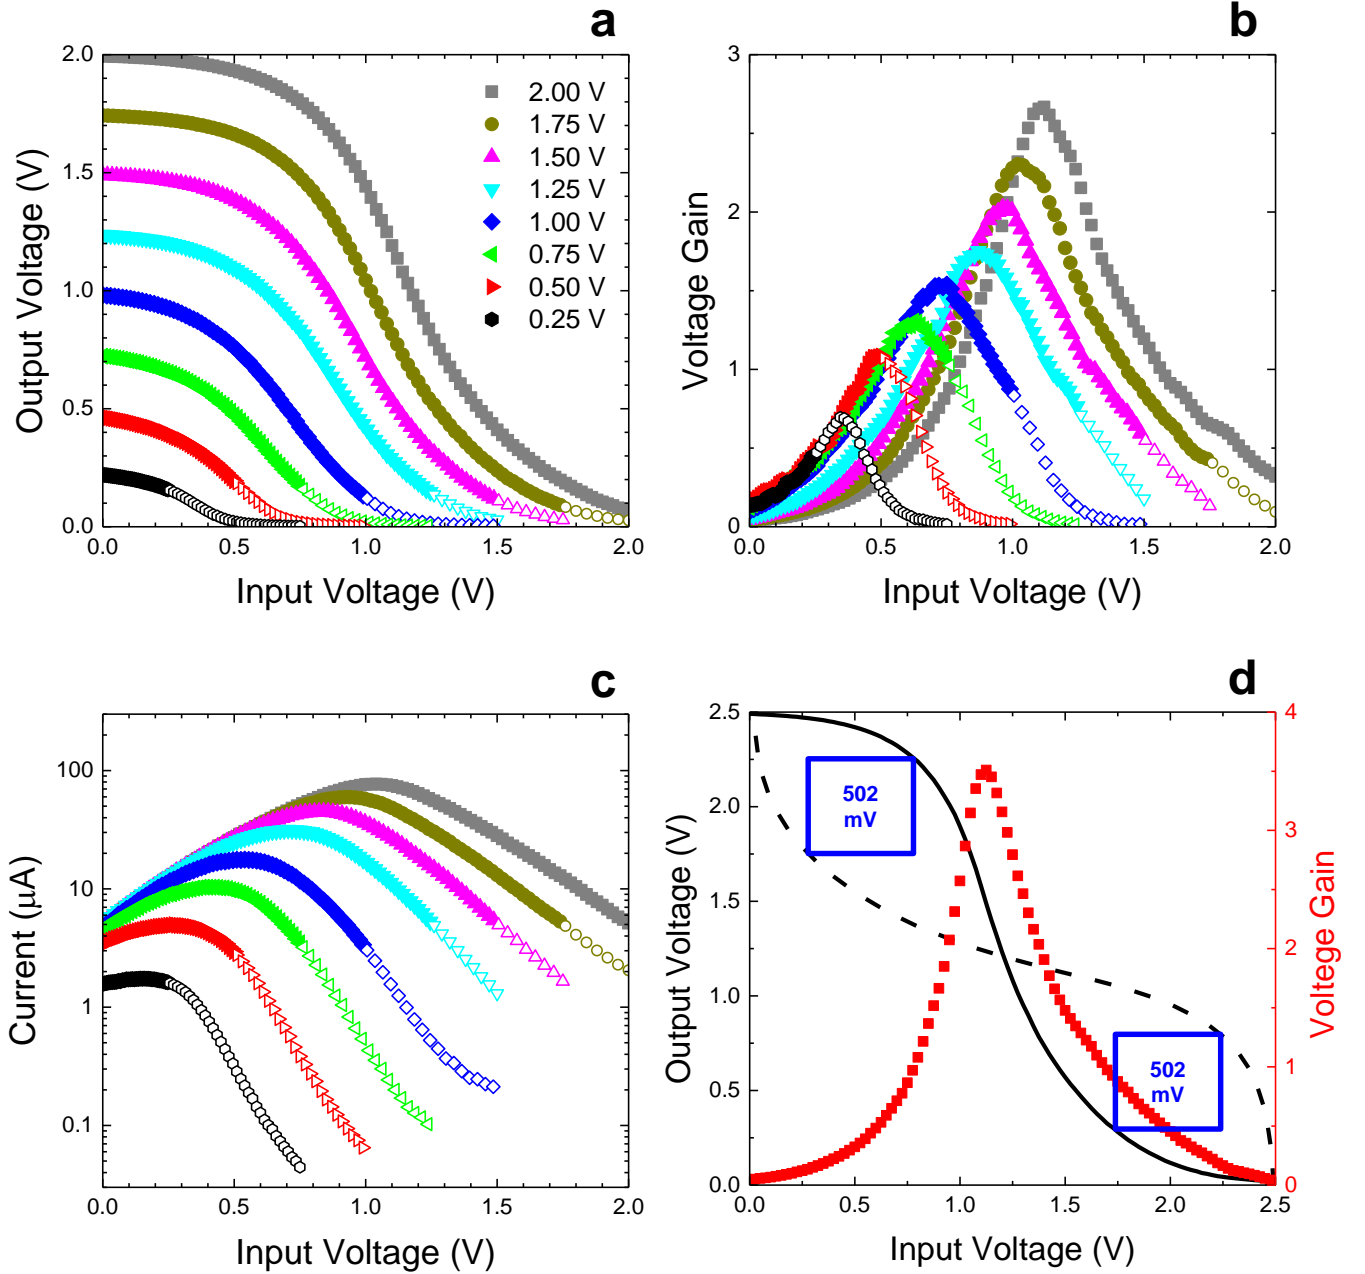 a
2.0
1.5
1.0
0.5
0.0
Output Voltage (V)
2.00 V
1.75 V
1.50 V
1.25 V
1.00 V
0.75 V
0.50 V
0.25 V
0.0 0.5 1.0 1.5 2.0
Input Voltage (V)
b
3
2
1
0
Voltage Gain
0.0 0.5 1.0 1.5 2.0
Input Voltage (V)
c
100
10
1
0.1
Current (µA)
0.0 0.5 1.0 1.5 2.0
Input Voltage (V)
d
2.5
2.0
1.5
1.0
0.5
0.0
Output Voltage (V)
502
mV
502
mV
4
3
2
1
0
Voltege Gain
0.0 0.5 1.0 1.5 2.0 2.5
Input Voltage (V)